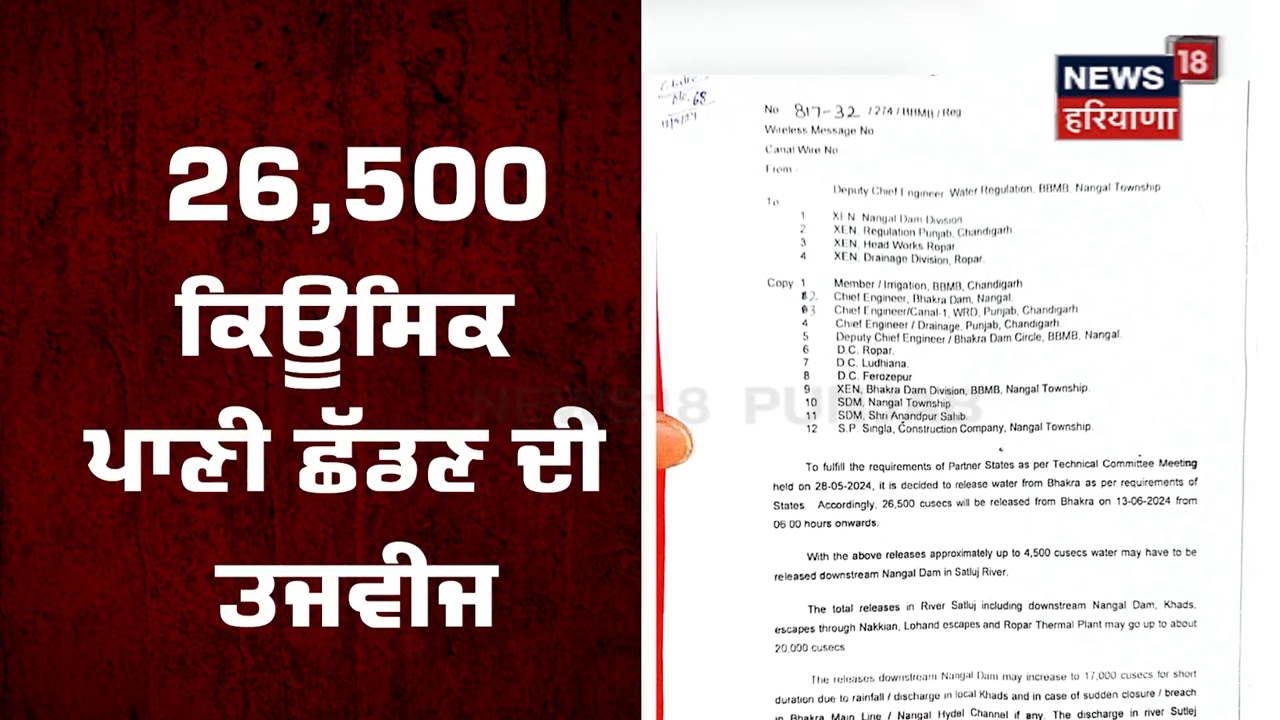 26,500
ਕਿਊਸਿਕ
ਪਾਣੀ ਛੱਡਣ ਦੀ
ਤਜਵੀਜ
NEWS 18
हरियाणा
NEWS18 PUNJAB
No. 68
No 817-32 /274 / BBMB / Reg
Wireless Message No
Canal Wire No
From -
Deputy Chief Engineer Water Regulation, BBMB, Nangal Township
To
1 XEN. Nangal Dam Division
2 XEN. Regulation Punjab, Chandigarh
3 XEN. Head Works Ropar
4 XEN. Drainage Division, Ropar.
Copy 1 Member / Irrigation, BBMB, Chandigarh
2. Chief Engineer, Bhakra Dam, Nangal.
3 Chief Engineer/Canal-1, WRD, Punjab, Chandigarh
4 Chief Engineer / Drainage, Punjab, Chandigarh
5 Deputy Chief Engineer / Bhakra Dam Circle, BBMB, Nangal.
6 D.C. Ropar.
7 D.C. Ludhiana.
8 D.C. Ferozepur
9 XEN, Bhakra Dam Division, BBMB, Nangal Township.
10 SDM, Nangal Township
11 SDM, Shri Anandpur Sahib.
12 S.P. Singla, Construction Company, Nangal Township.
To fulfill the requirements of Partner States as per Technical Committee Meeting
held on 28-05-2024, it is decided to release water from Bhakra as per requirements of
States Accordingly, 26,500 cusecs will be released from Bhakra on 13-06-2024 from
06 00 hours onwards.
With the above releases approximately up to 4,500 cusecs water may have to be
released downstream Nangal Dam in Satluj River.
The total releases in River Satluj including downstream Nangal Dam, Khads,
escapes through Nakkian, Lohand escapes and Ropar Thermal Plant may go up to about
20,000 cusecs
The releases downstream Nangal Dam may increase to 17,000 cusecs for short
duration due to rainfall / discharge in local Khads and in case of sudden closure / breach
in Bhakra Main Line / Nangal Hydel Channel if any. The discharge in river Sutlej